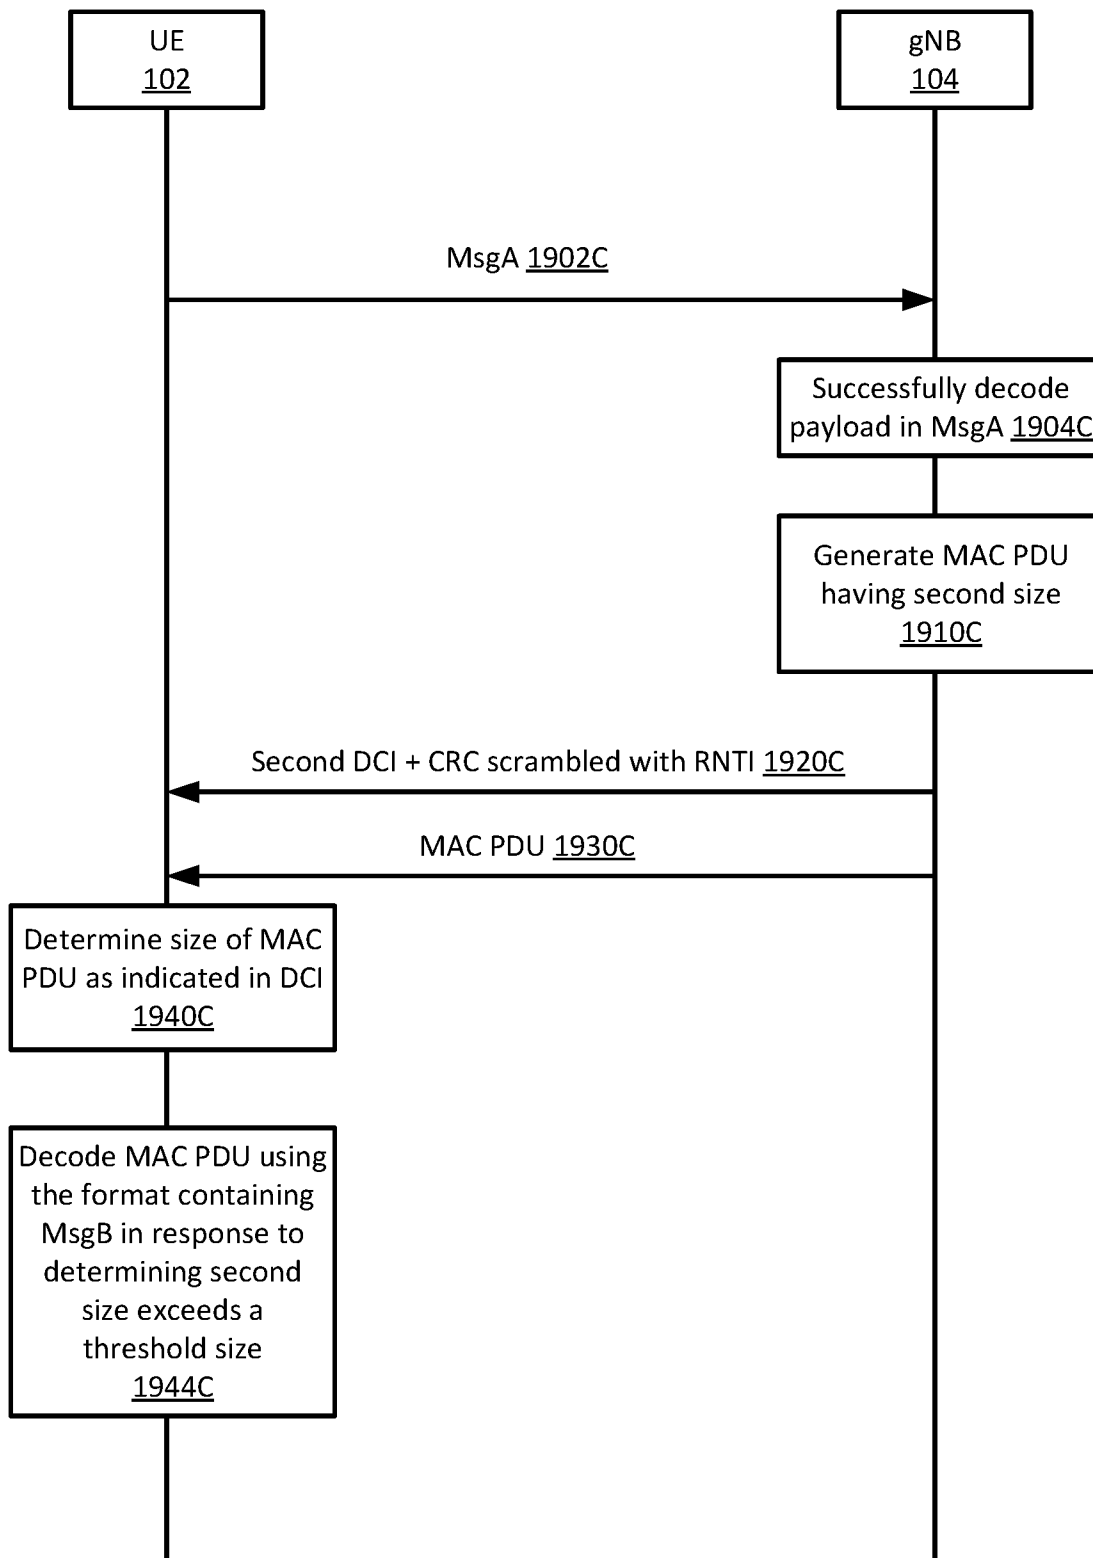 UE
102
gNB
104
MsgA 1902C
Successfully decode
payload in MsgA 1904C
Generate MAC PDU
having second size
1910C
Second DCI + CRC scrambled with RNTI 1920C
MAC PDU 1930C
Determine size of MAC
PDU as indicated in DCI
1940C
Decode MAC PDU using
the format containing
MsgB in response to
determining second
size exceeds a
threshold size
1944C